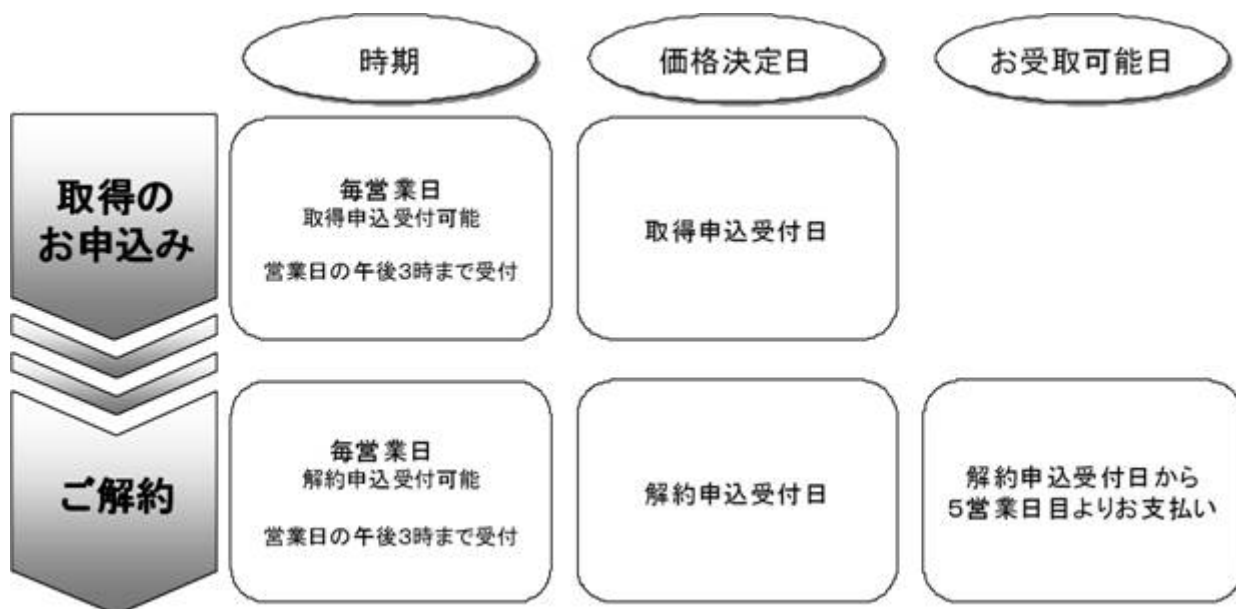 時期
価格決定日
お受取可能日
取得の
お申込み
毎営業日
取得申込受付可能
営業日の午後3時まで受付
取得申込受付日
ご解約
毎営業日
解約申込受付可能
営業日の午後3時まで受付
解約申込受付日
解約申込受付日から
5営業日目よりお支払い